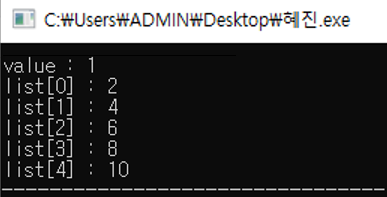 C:₩Users₩ADMIN₩Desktop₩혜진.exe
value : 1
list[0] : 2
list[1] : 4
list[2] : 6
list[3] : 8
list[4] : 10
--------------------------------